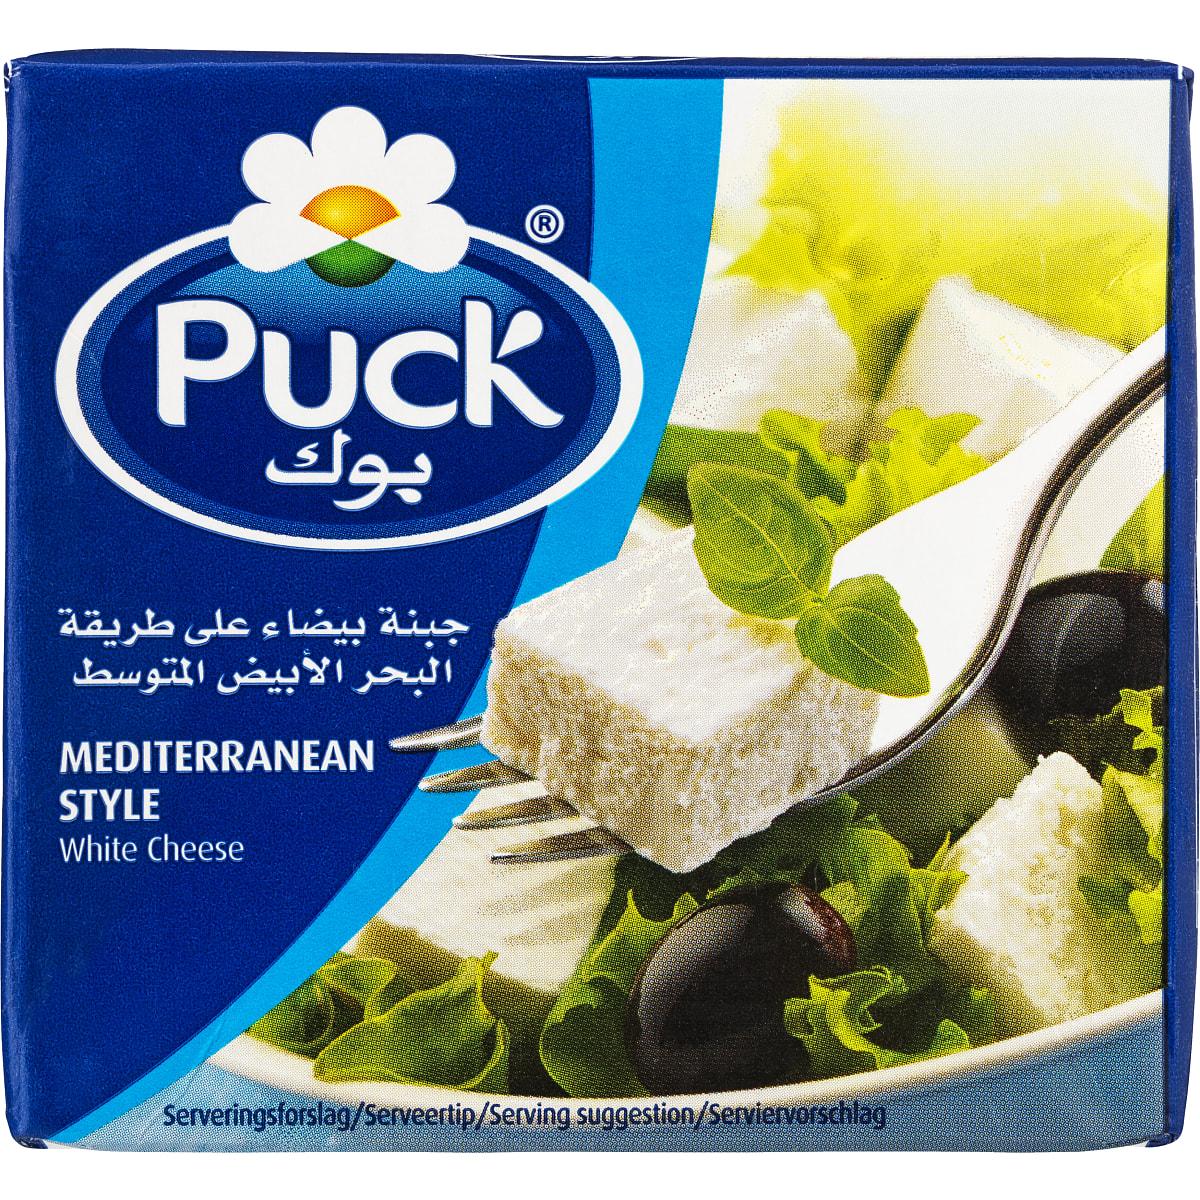 Puck®
بوك
جبنة بيضاء على طريقة
البحر الأبيض المتوسط
MEDITERRANEAN
STYLE
White Cheese
Serveringsforslag/Serveertip/Serving suggestion/Serviervorschlag